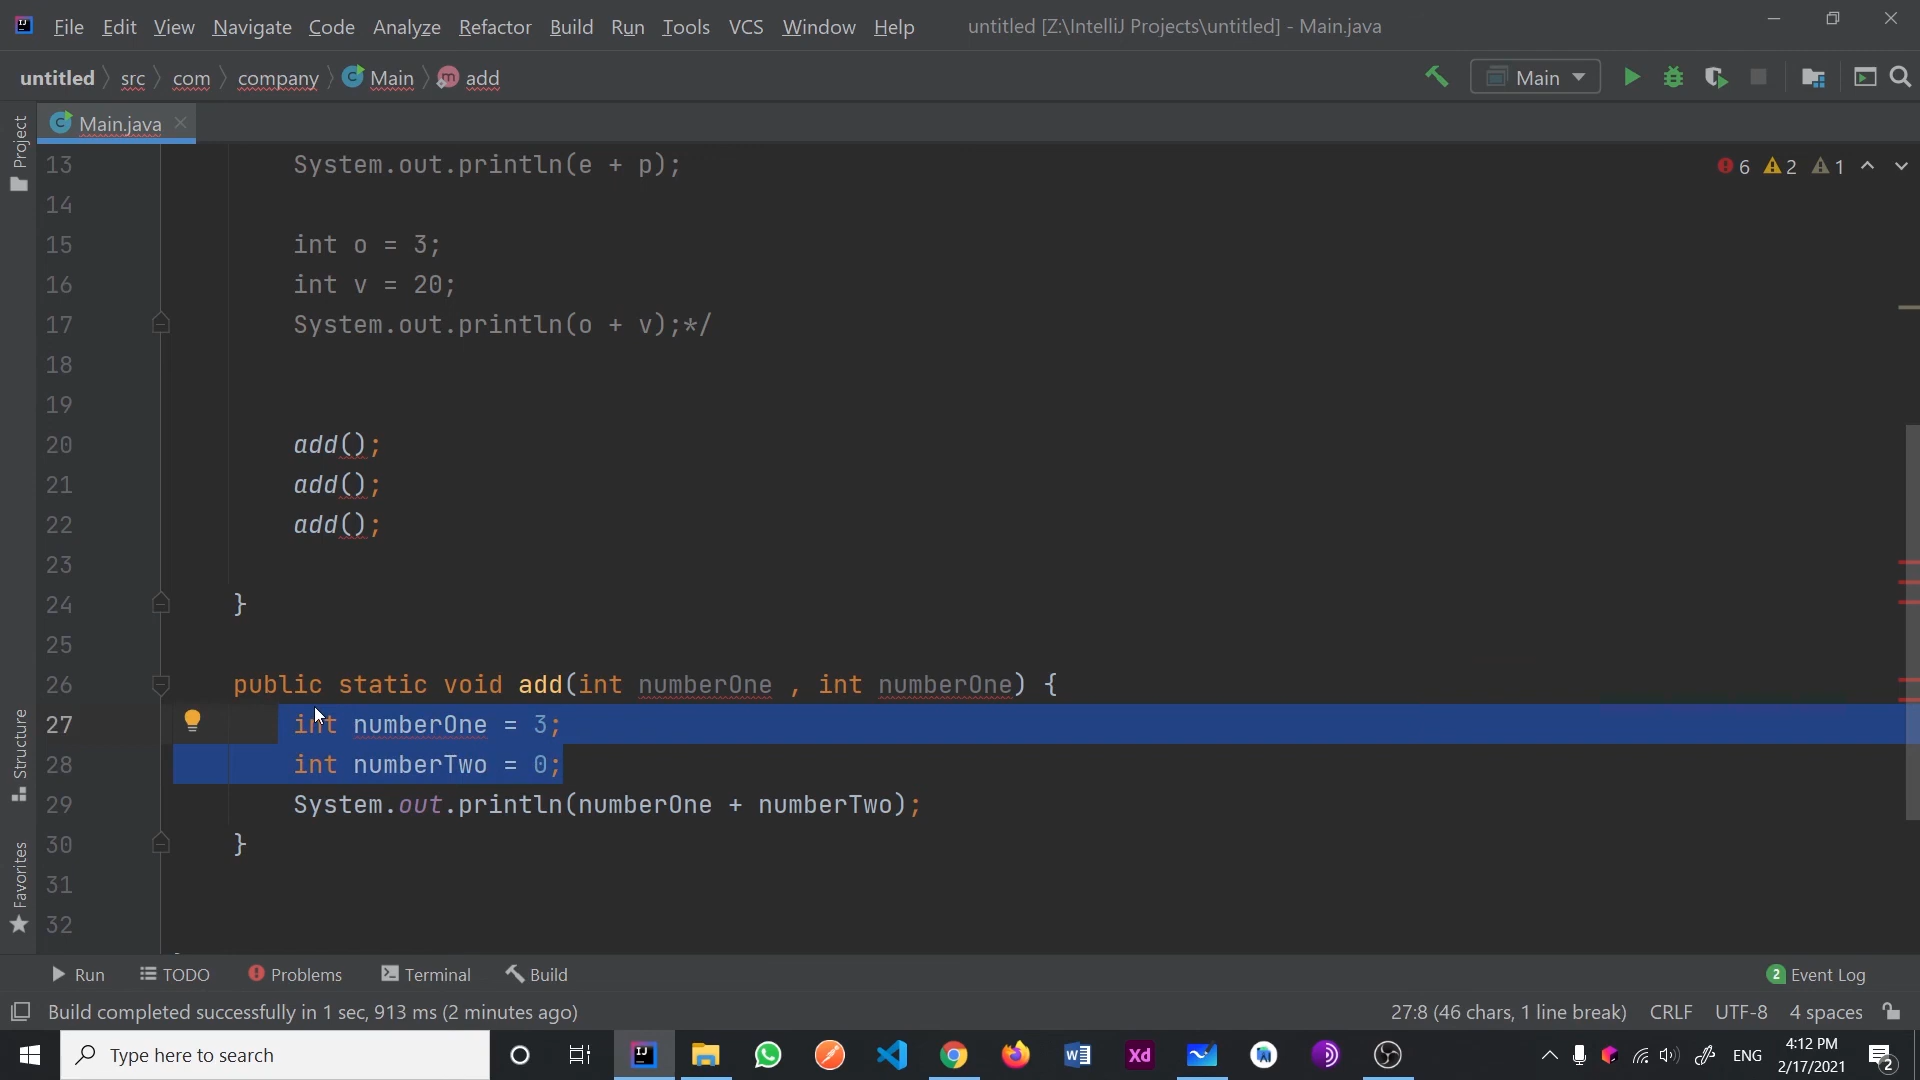 File Edit View Navigate Code Analyze Refactor Build Run Tools VCS Window Help untitled [Z:\IntelliJ Projects\untitled] - Main.java
untitled src com company Main add Main
Main.java
Project
13 System.out.println(e + p); 6 2 1
14
15 int o = 3;
16 int v = 20;
17 System.out.println(o + v);*/
18
19
20 add();
21 add();
22 add();
23
24 }
25
26 public static void add(int numberOne , int numberOne) {
27 int numberOne = 3;
28 int numberTwo = 0;
29 System.out.println(numberOne + numberTwo);
30 }
31
32
Structure
Favorites
Run TODO Problems Terminal Build 2 Event Log
Build completed successfully in 1 sec, 913 ms (2 minutes ago) 27:8 (46 chars, 1 line break) CRLF UTF-8 4 spaces
Type here to search ENG 4:12 PM
2/17/2021 2